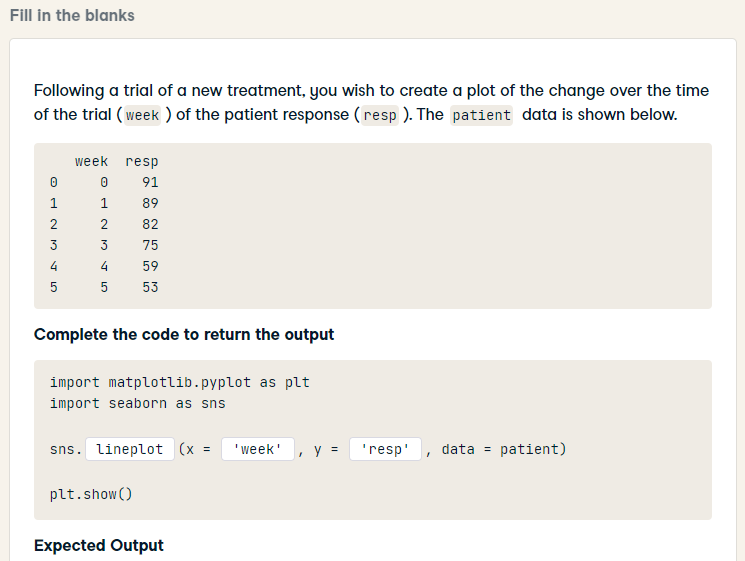 Fill in the blanks
Following a trial of a new treatment, you wish to create a plot of the change over the time
of the trial ( week ) of the patient response ( resp ). The patient data is shown below.
week resp
0 0 91
1 1 89
2 2 82
3 3 75
4 4 59
5 5 53
Complete the code to return the output
import matplotlib.pyplot as plt
import seaborn as sns
sns. lineplot (x = 'week' , y = 'resp' , data = patient)
plt.show()
Expected Output